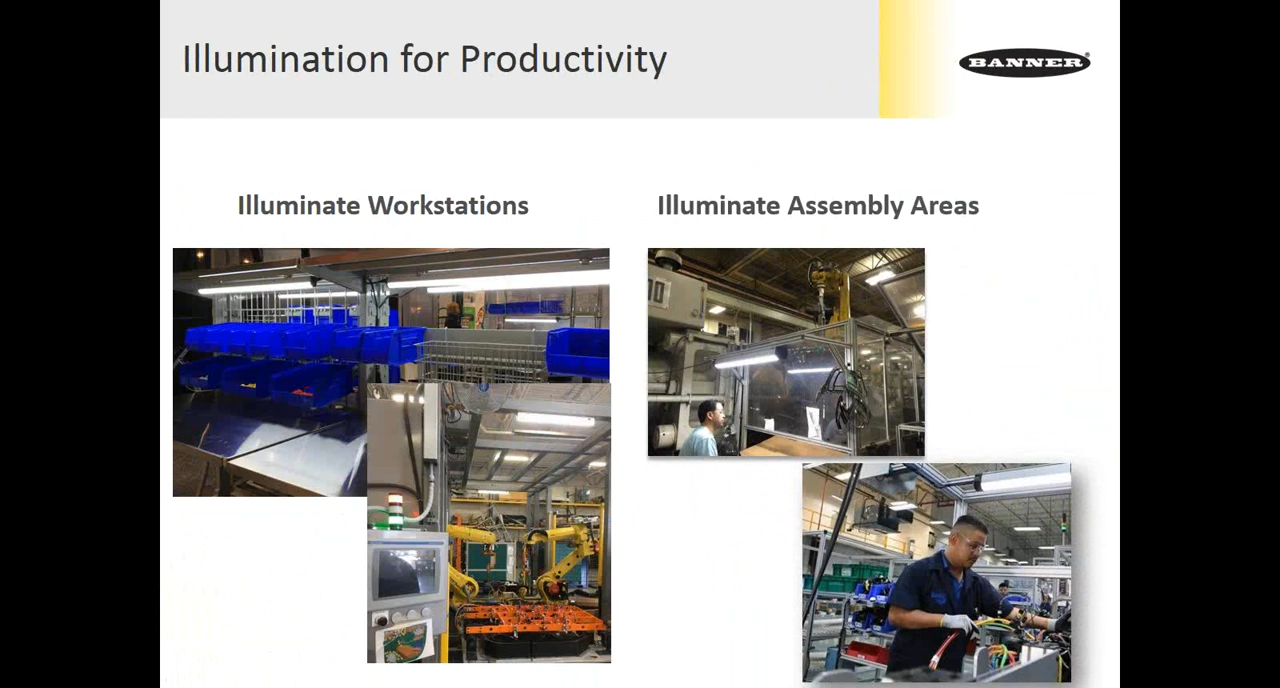 Illumination for Productivity
BANNER
Illuminate Workstations
Illuminate Assembly Areas